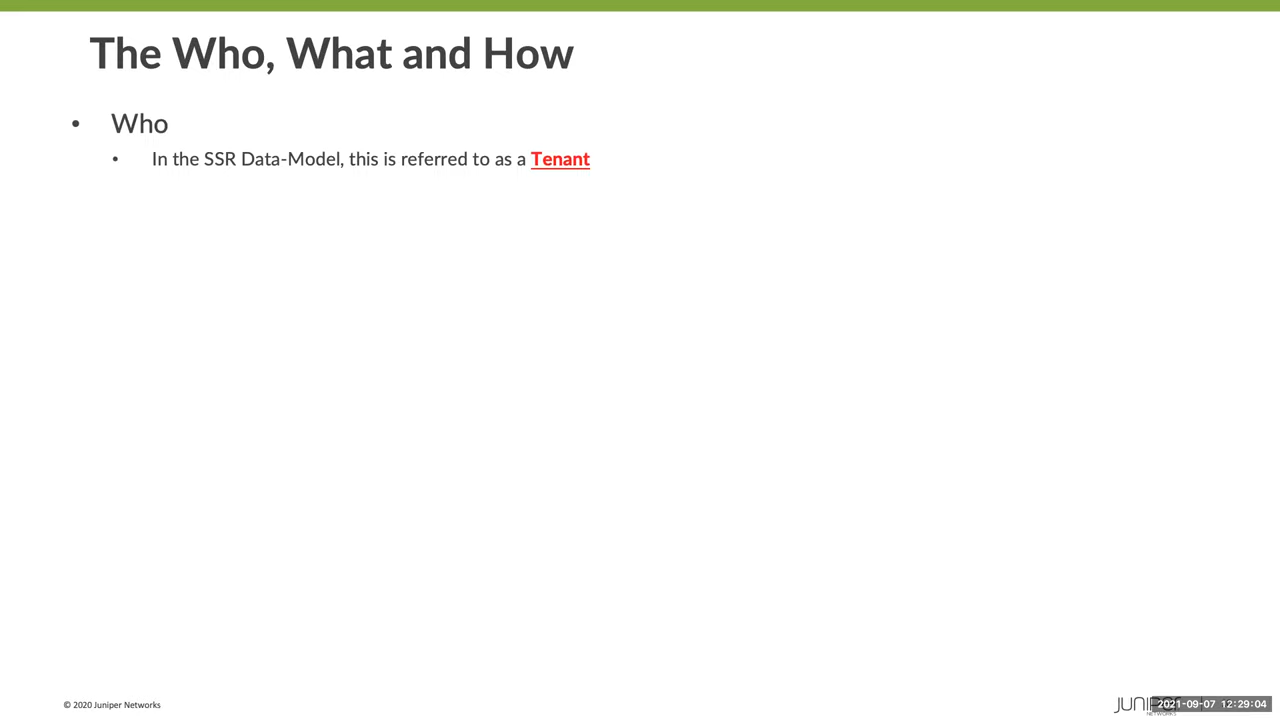 The Who, What and How
• Who
• In the SSR Data-Model, this is referred to as a Tenant
© 2020 Juniper Networks
2021-09-07 12:29:04
NETWORKS